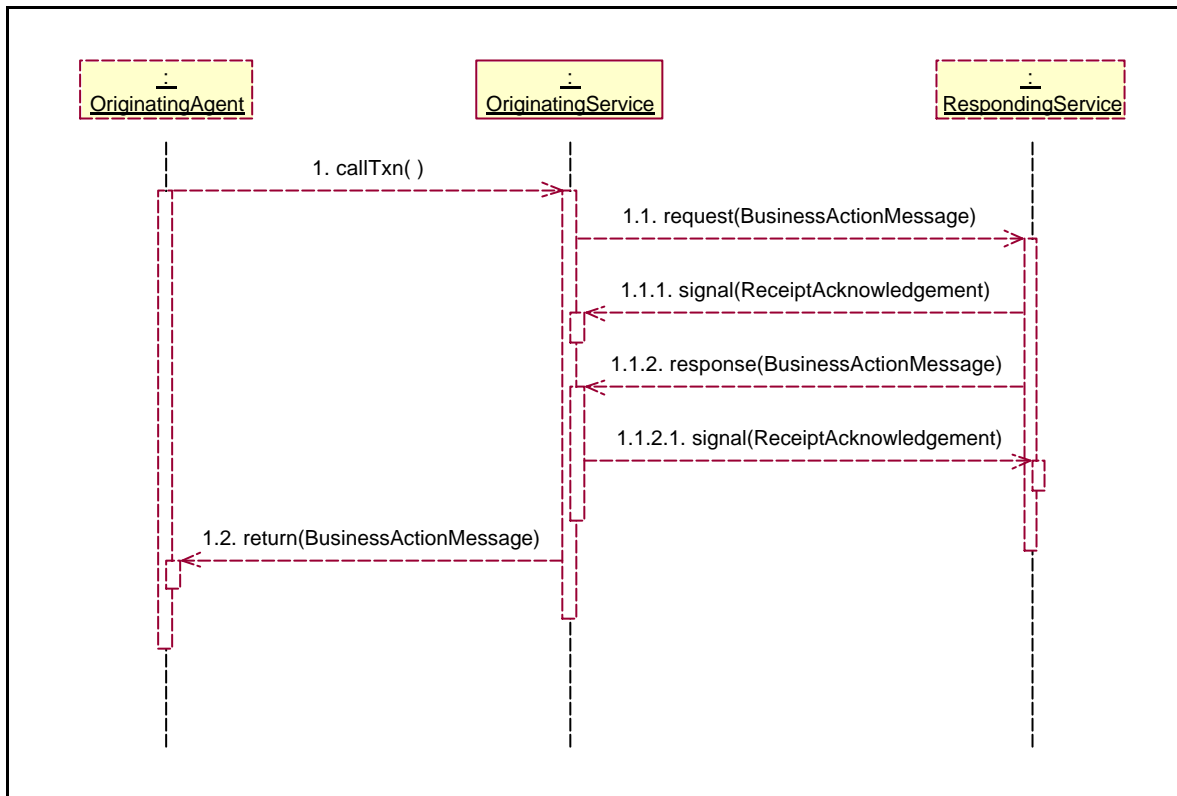 :
OriginatingAgent
:
OriginatingService
:
RespondingService
1. callTxn( )
1.1. request(BusinessActionMessage)
1.1.1. signal(ReceiptAcknowledgement)
1.1.2. response(BusinessActionMessage)
1.1.2.1. signal(ReceiptAcknowledgement)
1.2. return(BusinessActionMessage)